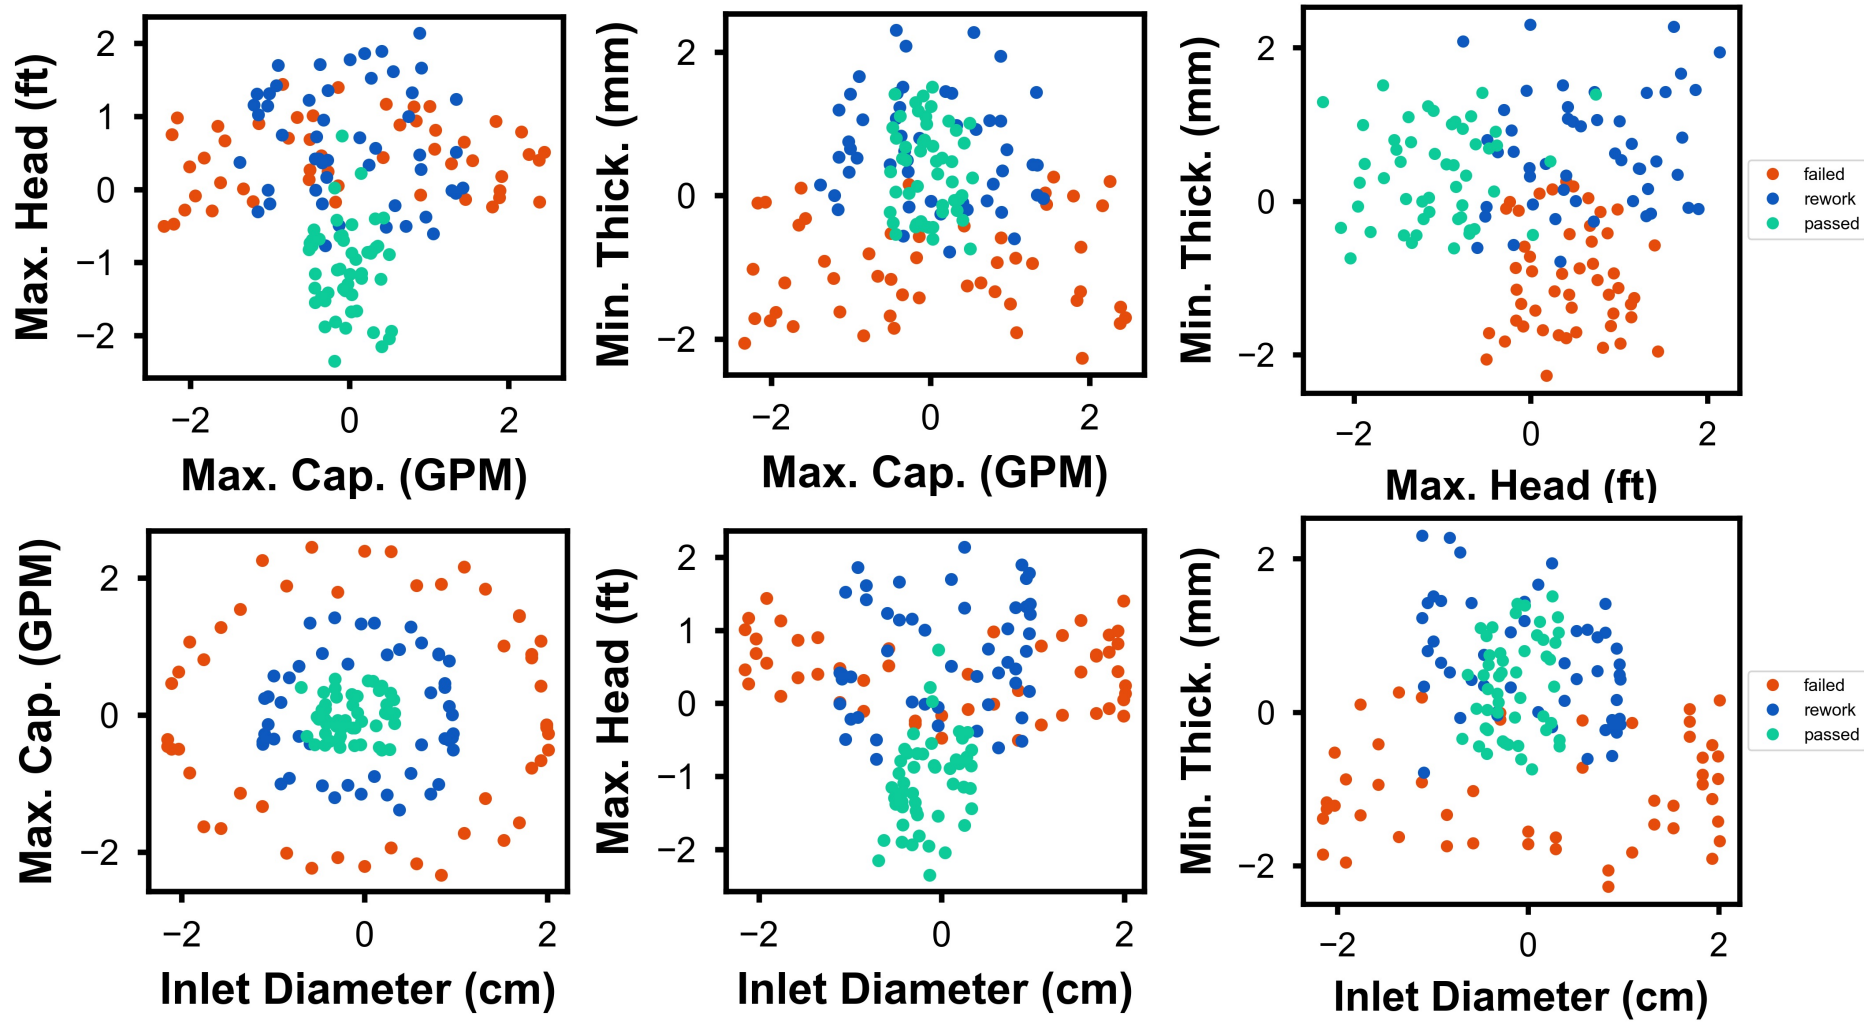 Max. Head (ft)
2
1
0
−1
−2
−2 0 2
Max. Cap. (GPM)
Min. Thick. (mm)
2
0
−2
−2 0 2
Max. Cap. (GPM)
Min. Thick. (mm)
2
0
−2
−2 0 2
Max. Head (ft)
failed
rework
passed
Max. Cap. (GPM)
2
0
−2
−2 0 2
Inlet Diameter (cm)
Max. Head (ft)
2
1
0
−1
−2
−2 0 2
Inlet Diameter (cm)
Min. Thick. (mm)
2
0
−2
−2 0 2
Inlet Diameter (cm)
failed
rework
passed